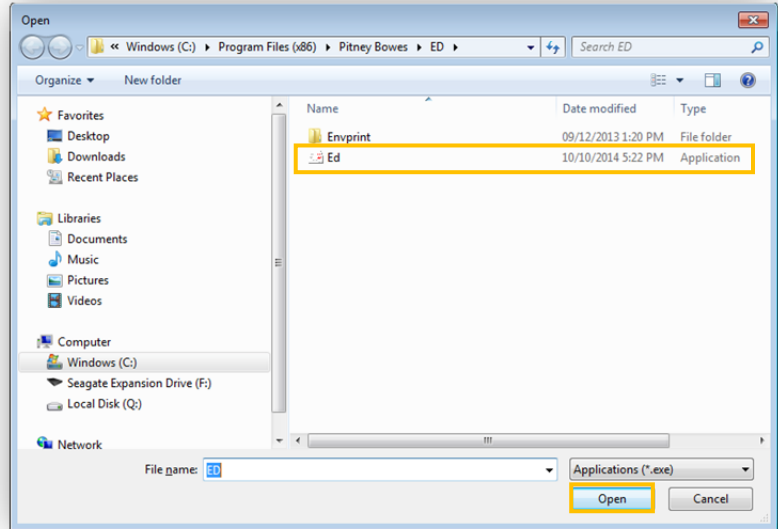 Open
« Windows (C:) ▸ Program Files (x86) ▸ Pitney Bowes ▸ ED ▸ Search ED
Organize ▾ New folder
Favorites
Desktop
Downloads
Recent Places
Libraries
Documents
Music
Pictures
Videos
Computer
Windows (C:)
Seagate Expansion Drive (F:)
Local Disk (Q:)
Network
Name Date modified Type
Envprint 09/12/2013 1:20 PM File folder
Ed 10/10/2014 5:22 PM Application
File name: ED Applications (*.exe)
Open Cancel